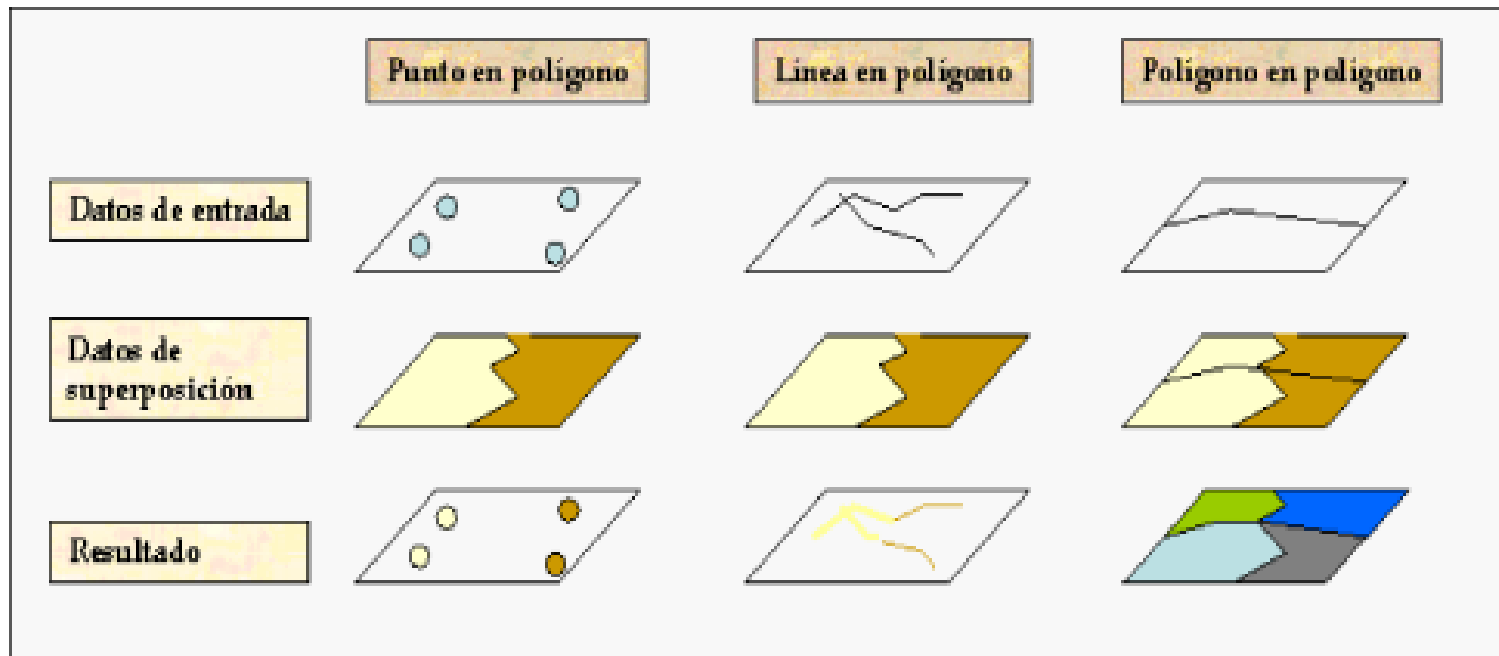 Punto en polígono
Línea en polígono
Polígono en polígono
Datos de entrada
Datos de
superposición
Resultado